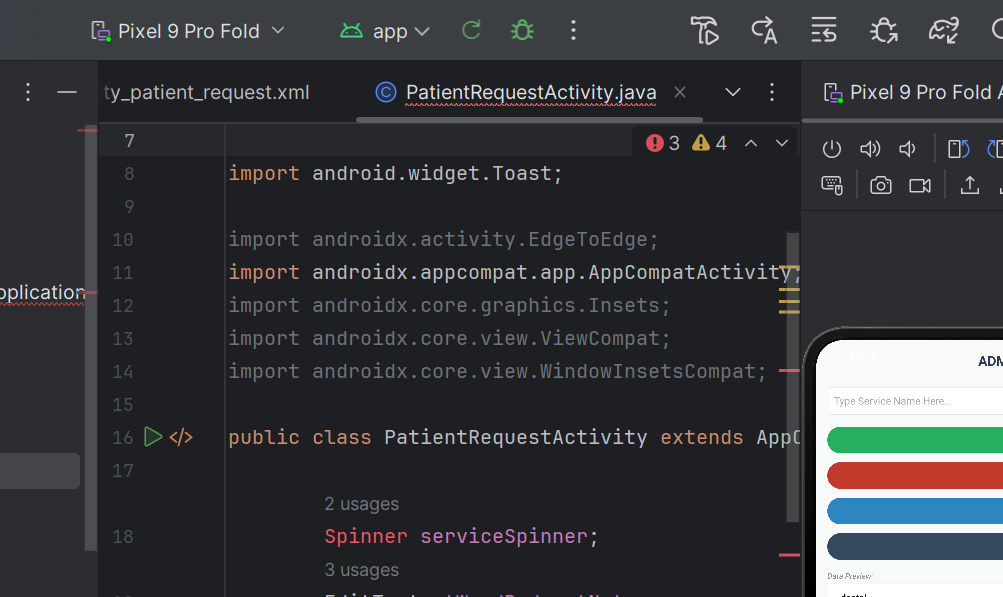 Pixel 9 Pro Fold app
ty_patient_request.xml PatientRequestActivity.java Pixel 9 Pro Fold
7 3 4
8 import android.widget.Toast;
9
10 import androidx.activity.EdgeToEdge;
11 import androidx.appcompat.app.AppCompatActivity;
pplication
12 import androidx.core.graphics.Insets;
13 import androidx.core.view.ViewCompat;
14 import androidx.core.view.WindowInsetsCompat;
15
16 </> public class PatientRequestActivity extends AppC
17
2 usages
18 Spinner serviceSpinner;
3 usages
ADM
Type Service Name Here...
Data Preview: